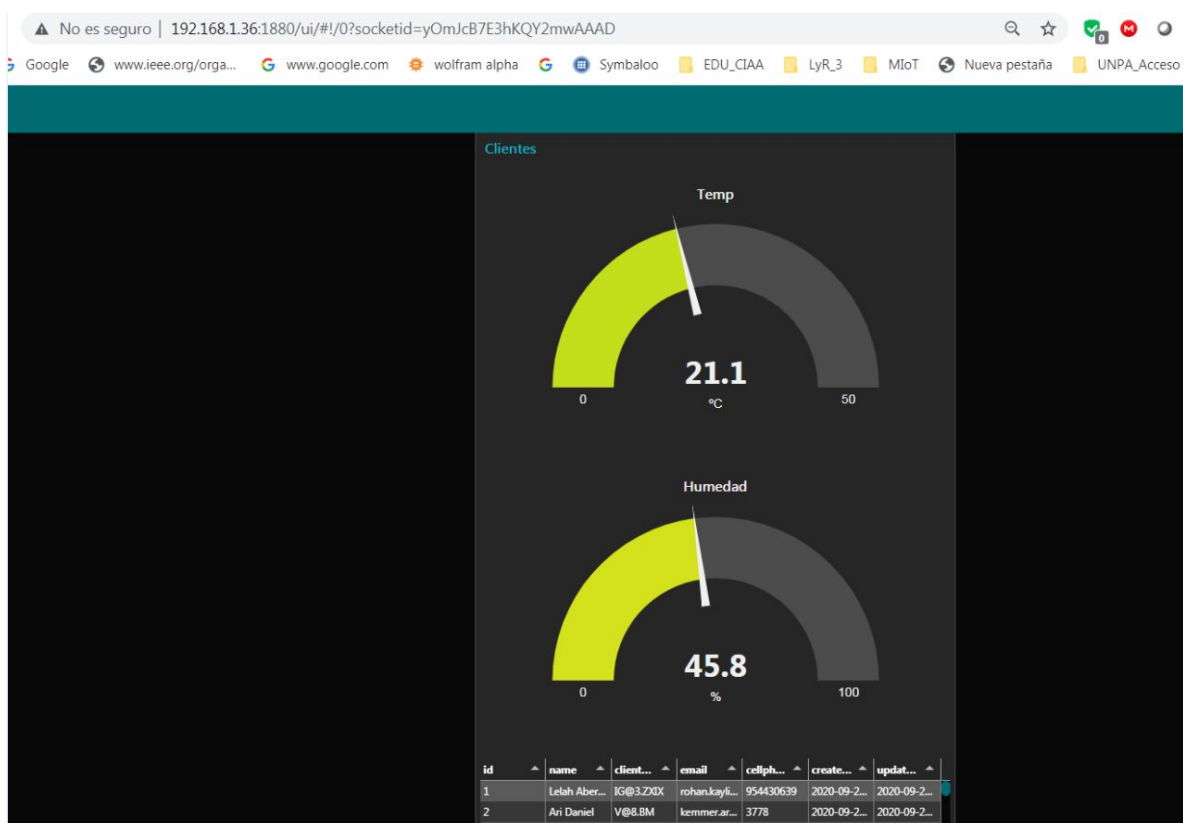 No es seguro | 192.168.1.36:1880/ui/#!/0?socketid=yOmJcB7E3hKQY2mwAAAD
0
M
Google www.ieee.org/orga... www.google.com wolfram alpha Symbaloo EDU_CIAA LyR_3 MIoT Nueva pestaña UNPA_Acceso
Clientes
Temp
21.1
ºC
0 50
Humedad
45.8
%
0 100
id name client... email cellph... create... updat...
1 Lelah Aber... IG@3.ZXIX rohan.kayli... 954430639 2020-09-2... 2020-09-2...
2 Ari Daniel V@8.BM kemmer.ar... 3778 2020-09-2... 2020-09-2...